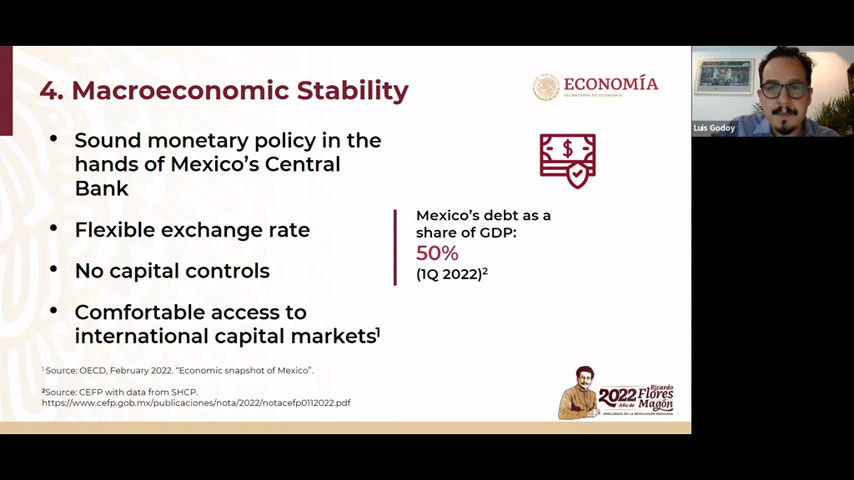 4. Macroeconomic Stability
ECONOMÍA
SECRETARÍA DE ECONOMÍA
• Sound monetary policy in the
hands of Mexico's Central
Bank
• Flexible exchange rate
• No capital controls
• Comfortable access to
international capital markets¹
$
Mexico's debt as a
share of GDP:
50%
(1Q 2022)²
¹ Source: OECD, February 2022. “Economic snapshot of Mexico”.
²Source: CEFP with data from SHCP.
https://www.cefp.gob.mx/publicaciones/nota/2022/notacefp0112022.pdf
2022 Ricardo
Año de Flores
Magón
PRECURSOR DE LA REVOLUCIÓN MEXICANA
Luis Godoy